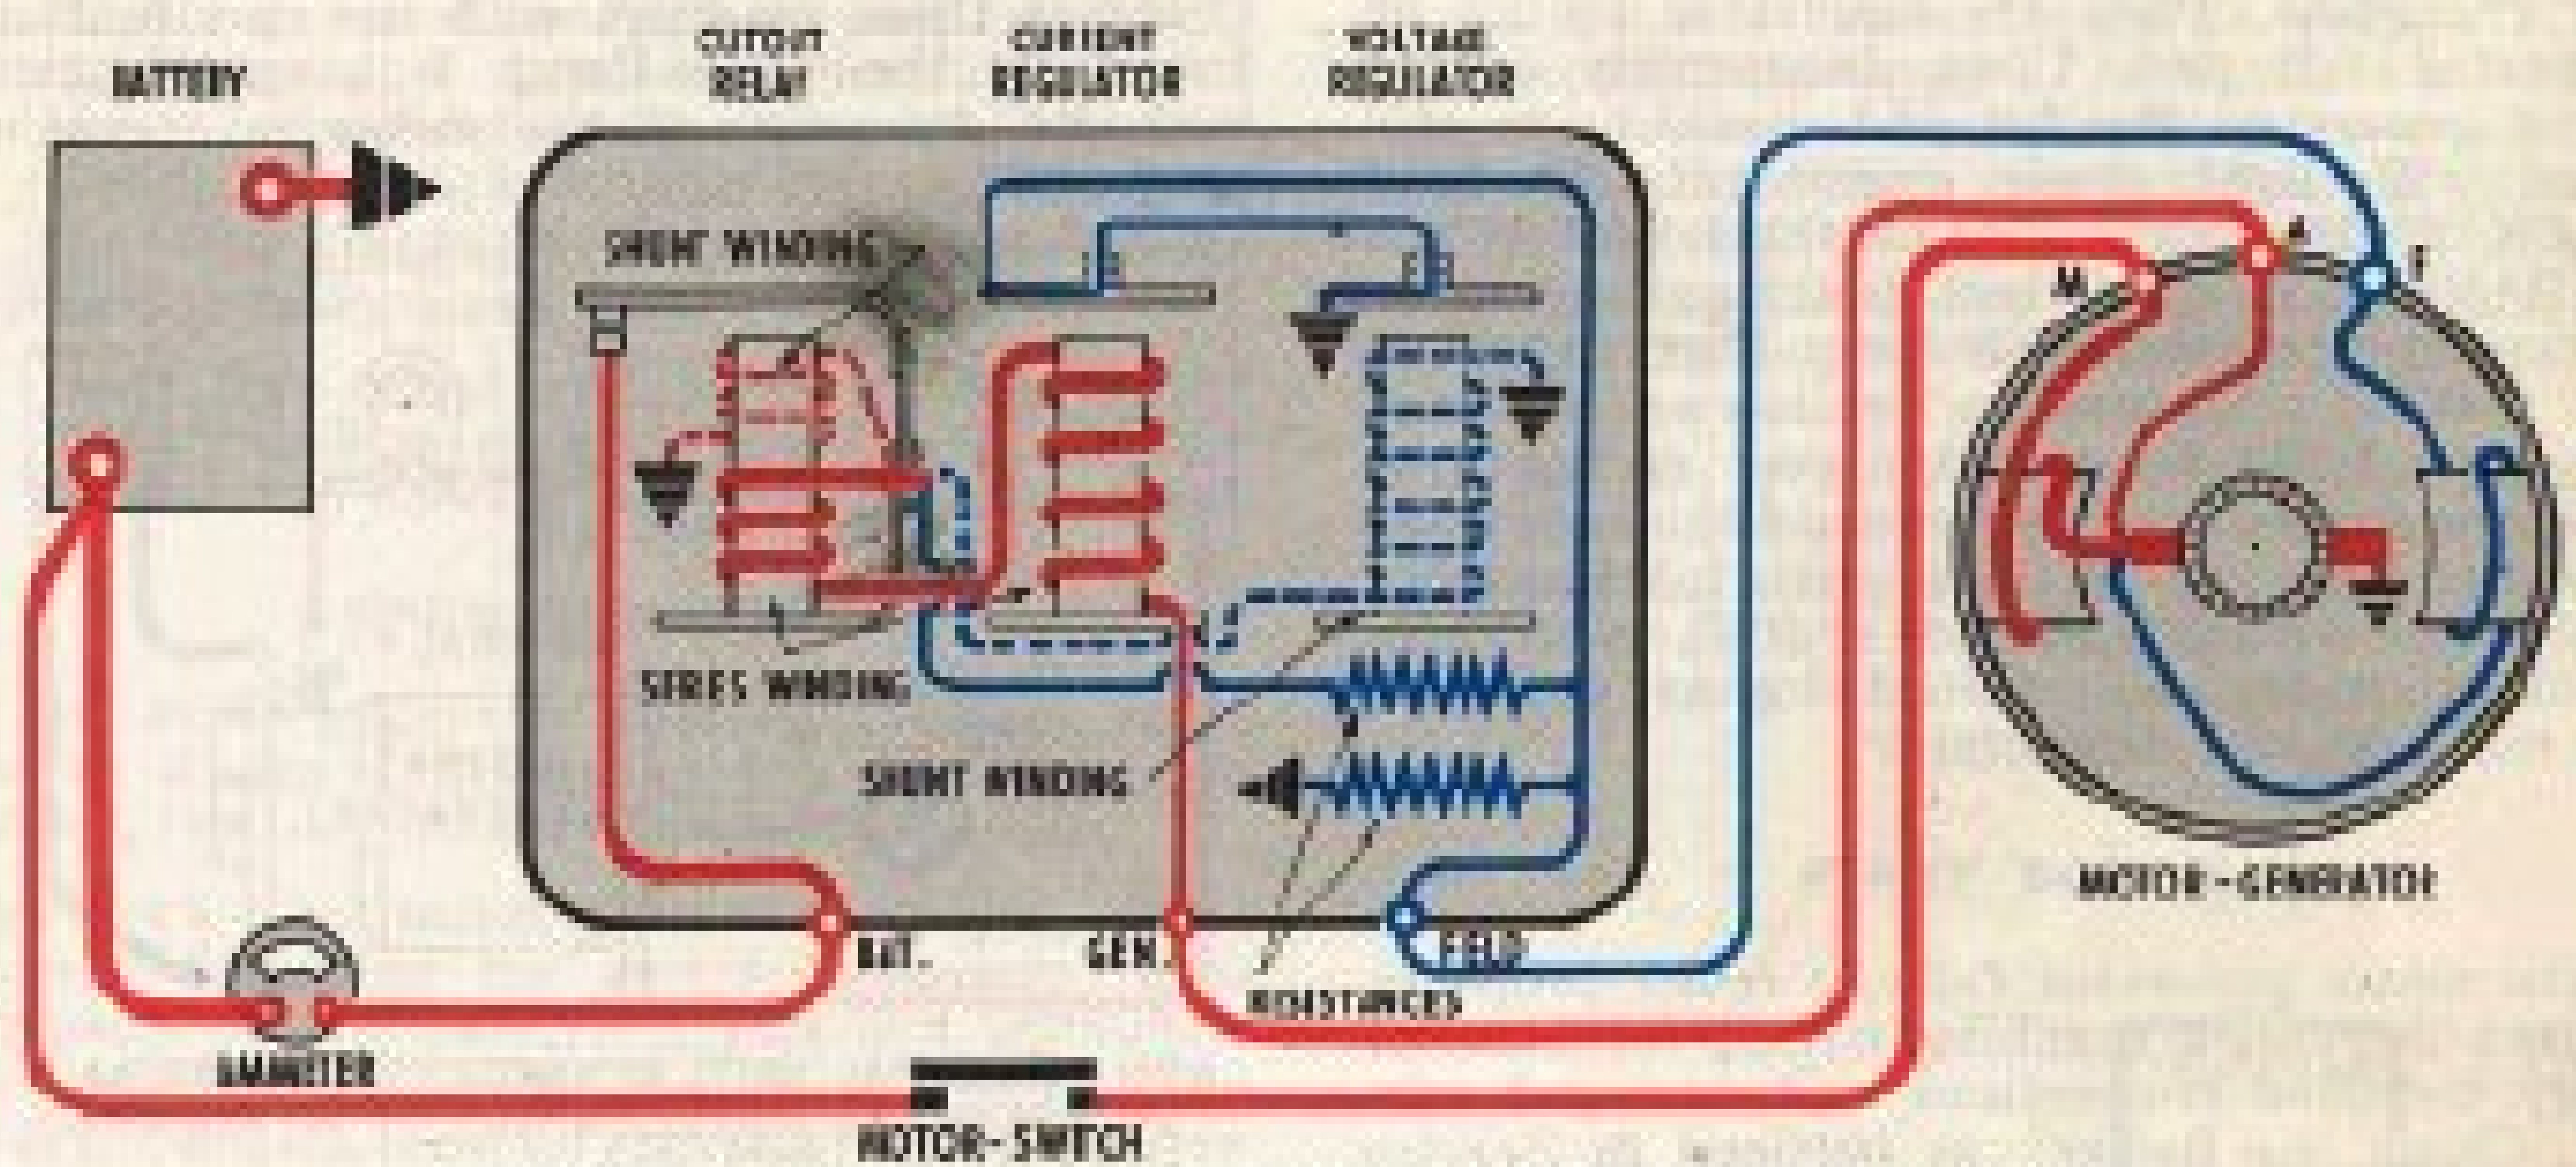 BATTERY
CUTOUT
RELAY
CURRENT
REGULATOR
VOLTAGE
REGULATOR
SHUNT WINDING
M
A
F
SERIES WINDING
SHUNT WINDING
MOTOR-GENERATOR
BAT.
GEN.
FIELD
RESISTANCES
AMMETER
MOTOR-SWITCH